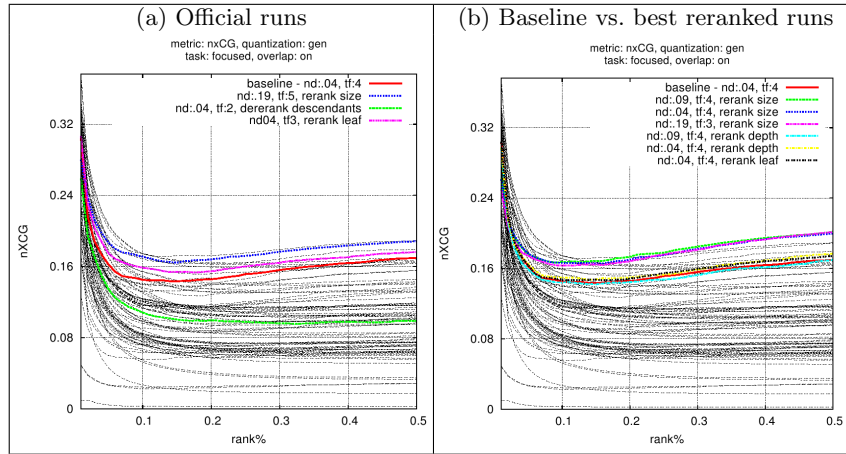 (a) Official runs
metric: nxCG, quantization: gen
task: focused, overlap: on
baseline - nd:.04, tf:4
nd:.19, tf:5, rerank size
nd:.04, tf:2, dererank descendants
nd04, tf3, rerank leaf
nXCG
0.32
0.24
0.16
0.08
0
0.1
0.2
0.3
0.4
0.5
rank%
(b) Baseline vs. best reranked runs
metric: nxCG, quantization: gen
task: focused, overlap: on
baseline - nd:.04, tf:4
nd:.09, tf:4, rerank size
nd:.04, tf:4, rerank size
nd:.19, tf:3, rerank size
nd:.09, tf:4, rerank depth
nd:.04, tf:4, rerank depth
nd:.04, tf:4, rerank leaf
nXCG
0.32
0.24
0.16
0.08
0
0.1
0.2
0.3
0.4
0.5
rank%